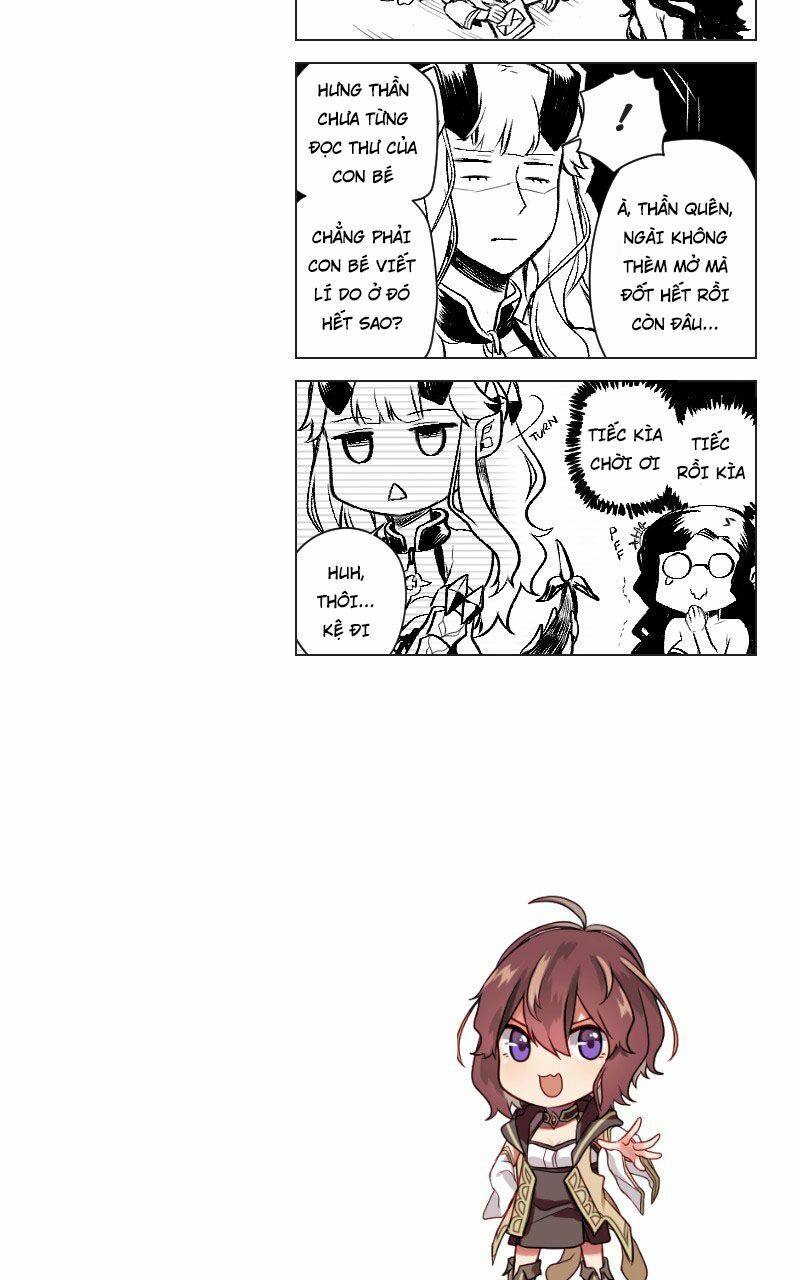 HƯNG THẦN
CHƯA TỪNG
ĐỌC THƯ CỦA
CON BÉ
CHẲNG PHẢI
CON BÉ VIẾT
LÍ DO Ở ĐÓ
HẾT SAO?
!
À, THẦN QUÊN,
NGÀI KHÔNG
THÈM MỞ MÀ
ĐỐT HẾT RỒI
CÒN ĐÂU...
TURN
TIẾC KÌA
CHỜI ƠI
TIẾC
RỒI KÌA
PEE
HUH,
THÔI...
KỆ ĐI